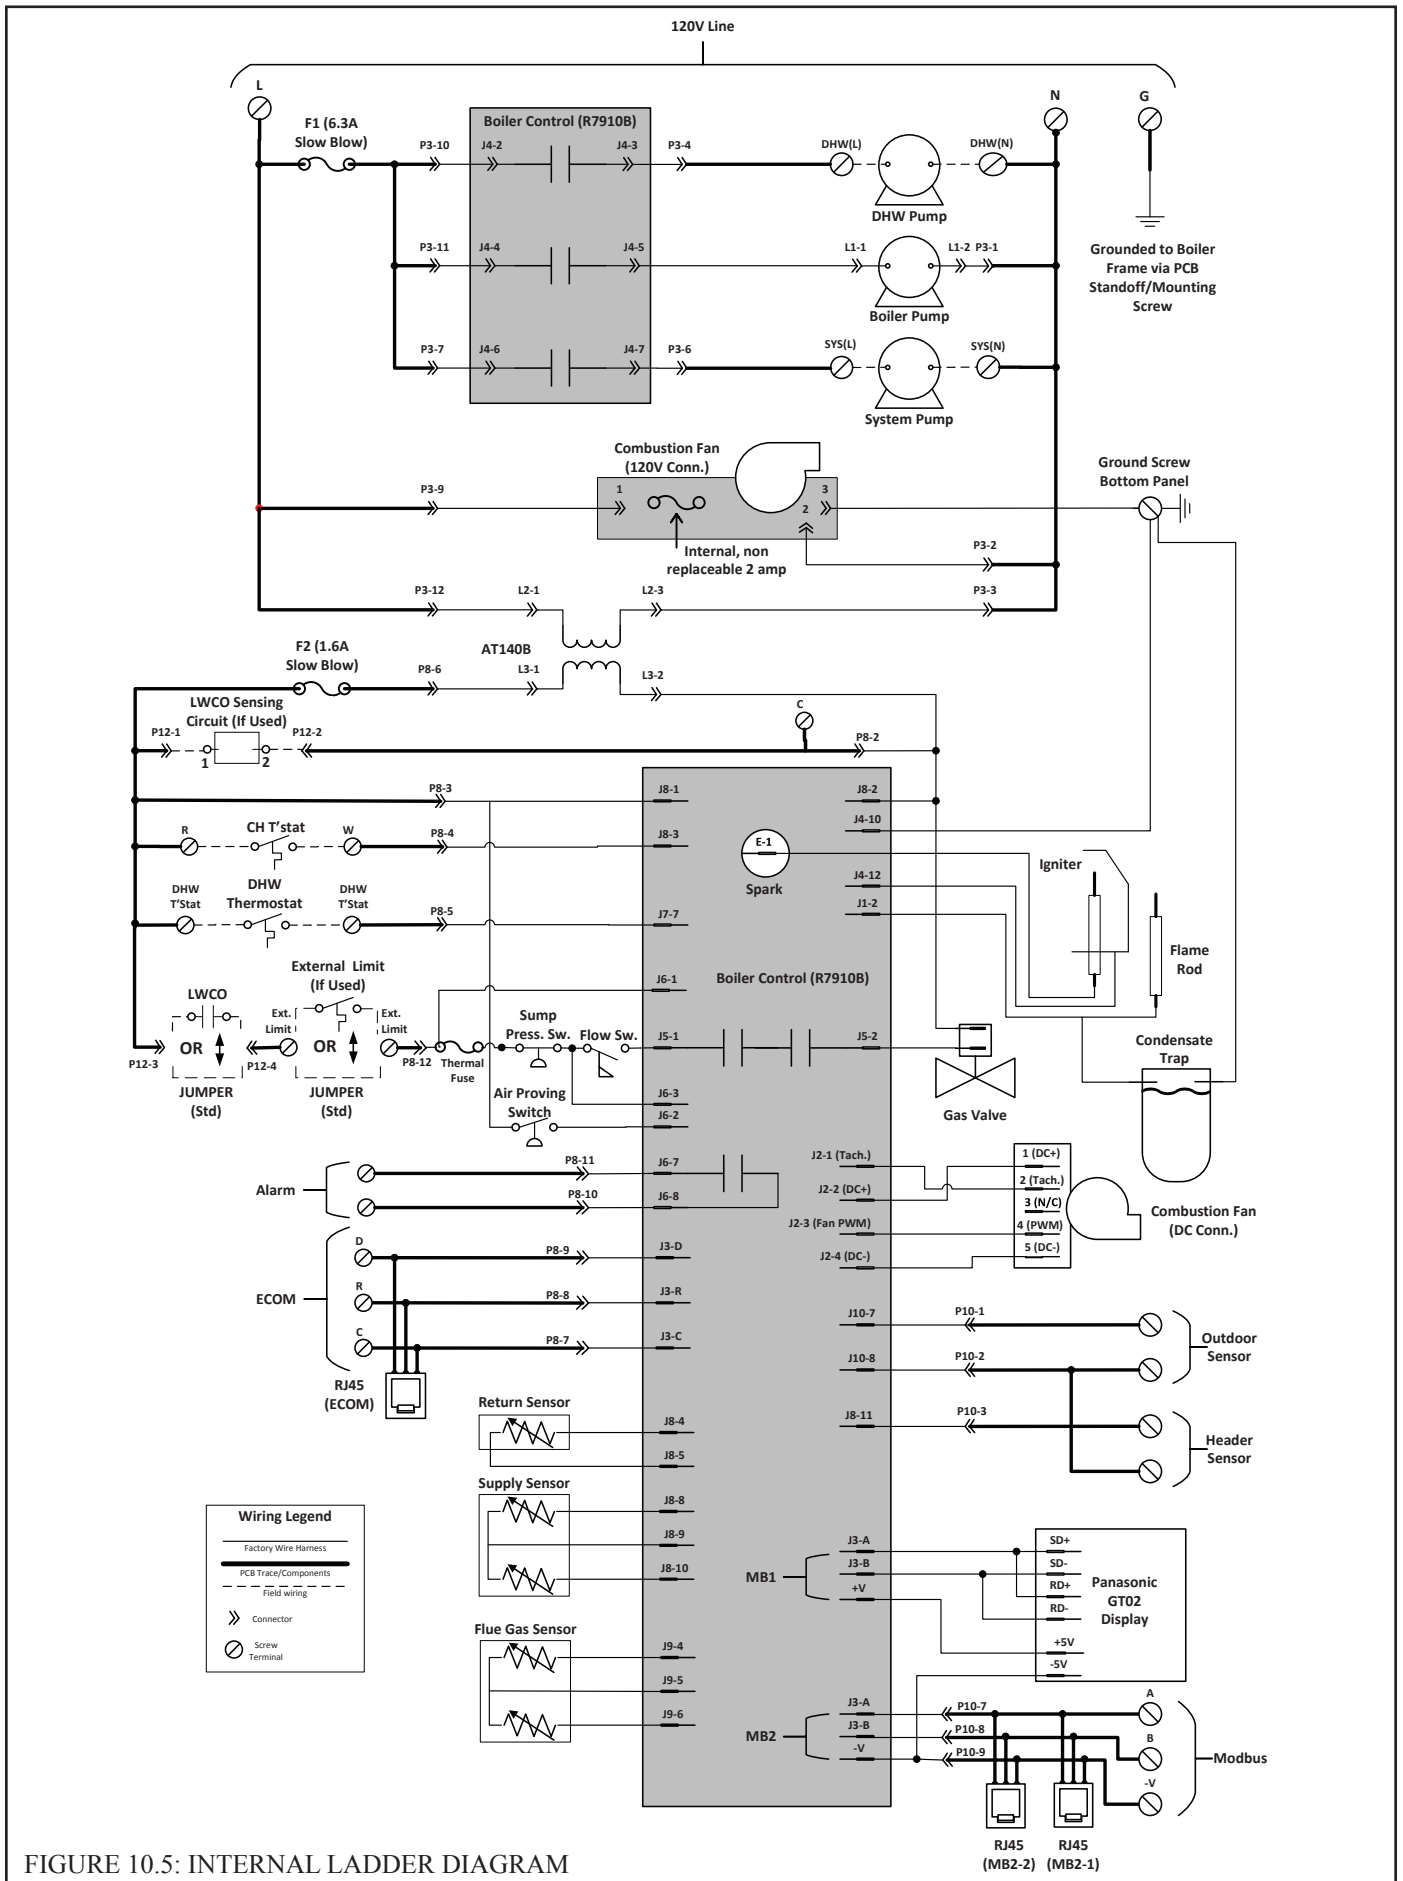 120V Line
L
N
G
F1 (6.3A
Slow Blow)
Boiler Control (R7910B)
P3-10
J4-2
J4-3
P3-4
DHW(L)
DHW(N)
DHW Pump
P3-11
J4-4
J4-5
L1-1
L1-2
P3-1
Boiler Pump
Grounded to Boiler
Frame via PCB
Standoff/Mounting
Screw
P3-7
J4-6
J4-7
P3-6
SYS(L)
SYS(N)
System Pump
Combustion Fan
(120V Conn.)
Ground Screw
Bottom Panel
P3-9
1
3
2
Internal, non
replaceable 2 amp
P3-2
P3-12
L2-1
L2-3
P3-3
AT140B
F2 (1.6A
Slow Blow)
P8-6
L3-1
L3-2
LWCO Sensing
Circuit (If Used)
P12-1
P12-2
1
2
C
P8-2
P8-3
J8-1
J8-2
R
CH T'stat
W
P8-4
J8-3
J4-10
E-1
Spark
Igniter
DHW
T'Stat
DHW
Thermostat
DHW
T'Stat
P8-5
J7-7
J4-12
J1-2
Flame
Rod
External Limit
(If Used)
J6-1
Boiler Control (R7910B)
LWCO
Ext.
Limit
Ext.
Limit
OR
OR
P12-3
P12-4
P8-12
JUMPER
(Std)
JUMPER
(Std)
Thermal
Fuse
Sump
Press. Sw.
Flow Sw.
J5-1
J5-2
Air Proving
Switch
J6-3
J6-2
Gas Valve
Condensate
Trap
Alarm
P8-11
J6-7
P8-10
J6-8
J2-1 (Tach.)
J2-2 (DC+)
J2-3 (Fan PWM)
J2-4 (DC-)
1 (DC+)
2 (Tach.)
3 (N/C)
4 (PWM)
5 (DC-)
Combustion Fan
(DC Conn.)
ECOM
D
P8-9
J3-D
R
P8-8
J3-R
C
P8-7
J3-C
RJ45
(ECOM)
J10-7
P10-1
J10-8
P10-2
Outdoor
Sensor
J8-11
P10-3
Header
Sensor
Return Sensor
J8-4
J8-5
Supply Sensor
J8-8
J8-9
J8-10
Flue Gas Sensor
J9-4
J9-5
J9-6
Wiring Legend
Factory Wire Harness
PCB Trace/Components
Field wiring
Connector
Screw
Terminal
MB1
J3-A
J3-B
+V
SD+
SD-
RD+
RD-
+5V
-5V
Panasonic
GT02
Display
MB2
J3-A
J3-B
-V
P10-7
P10-8
P10-9
A
B
-V
Modbus
RJ45
(MB2-2)
RJ45
(MB2-1)
FIGURE 10.5: INTERNAL LADDER DIAGRAM